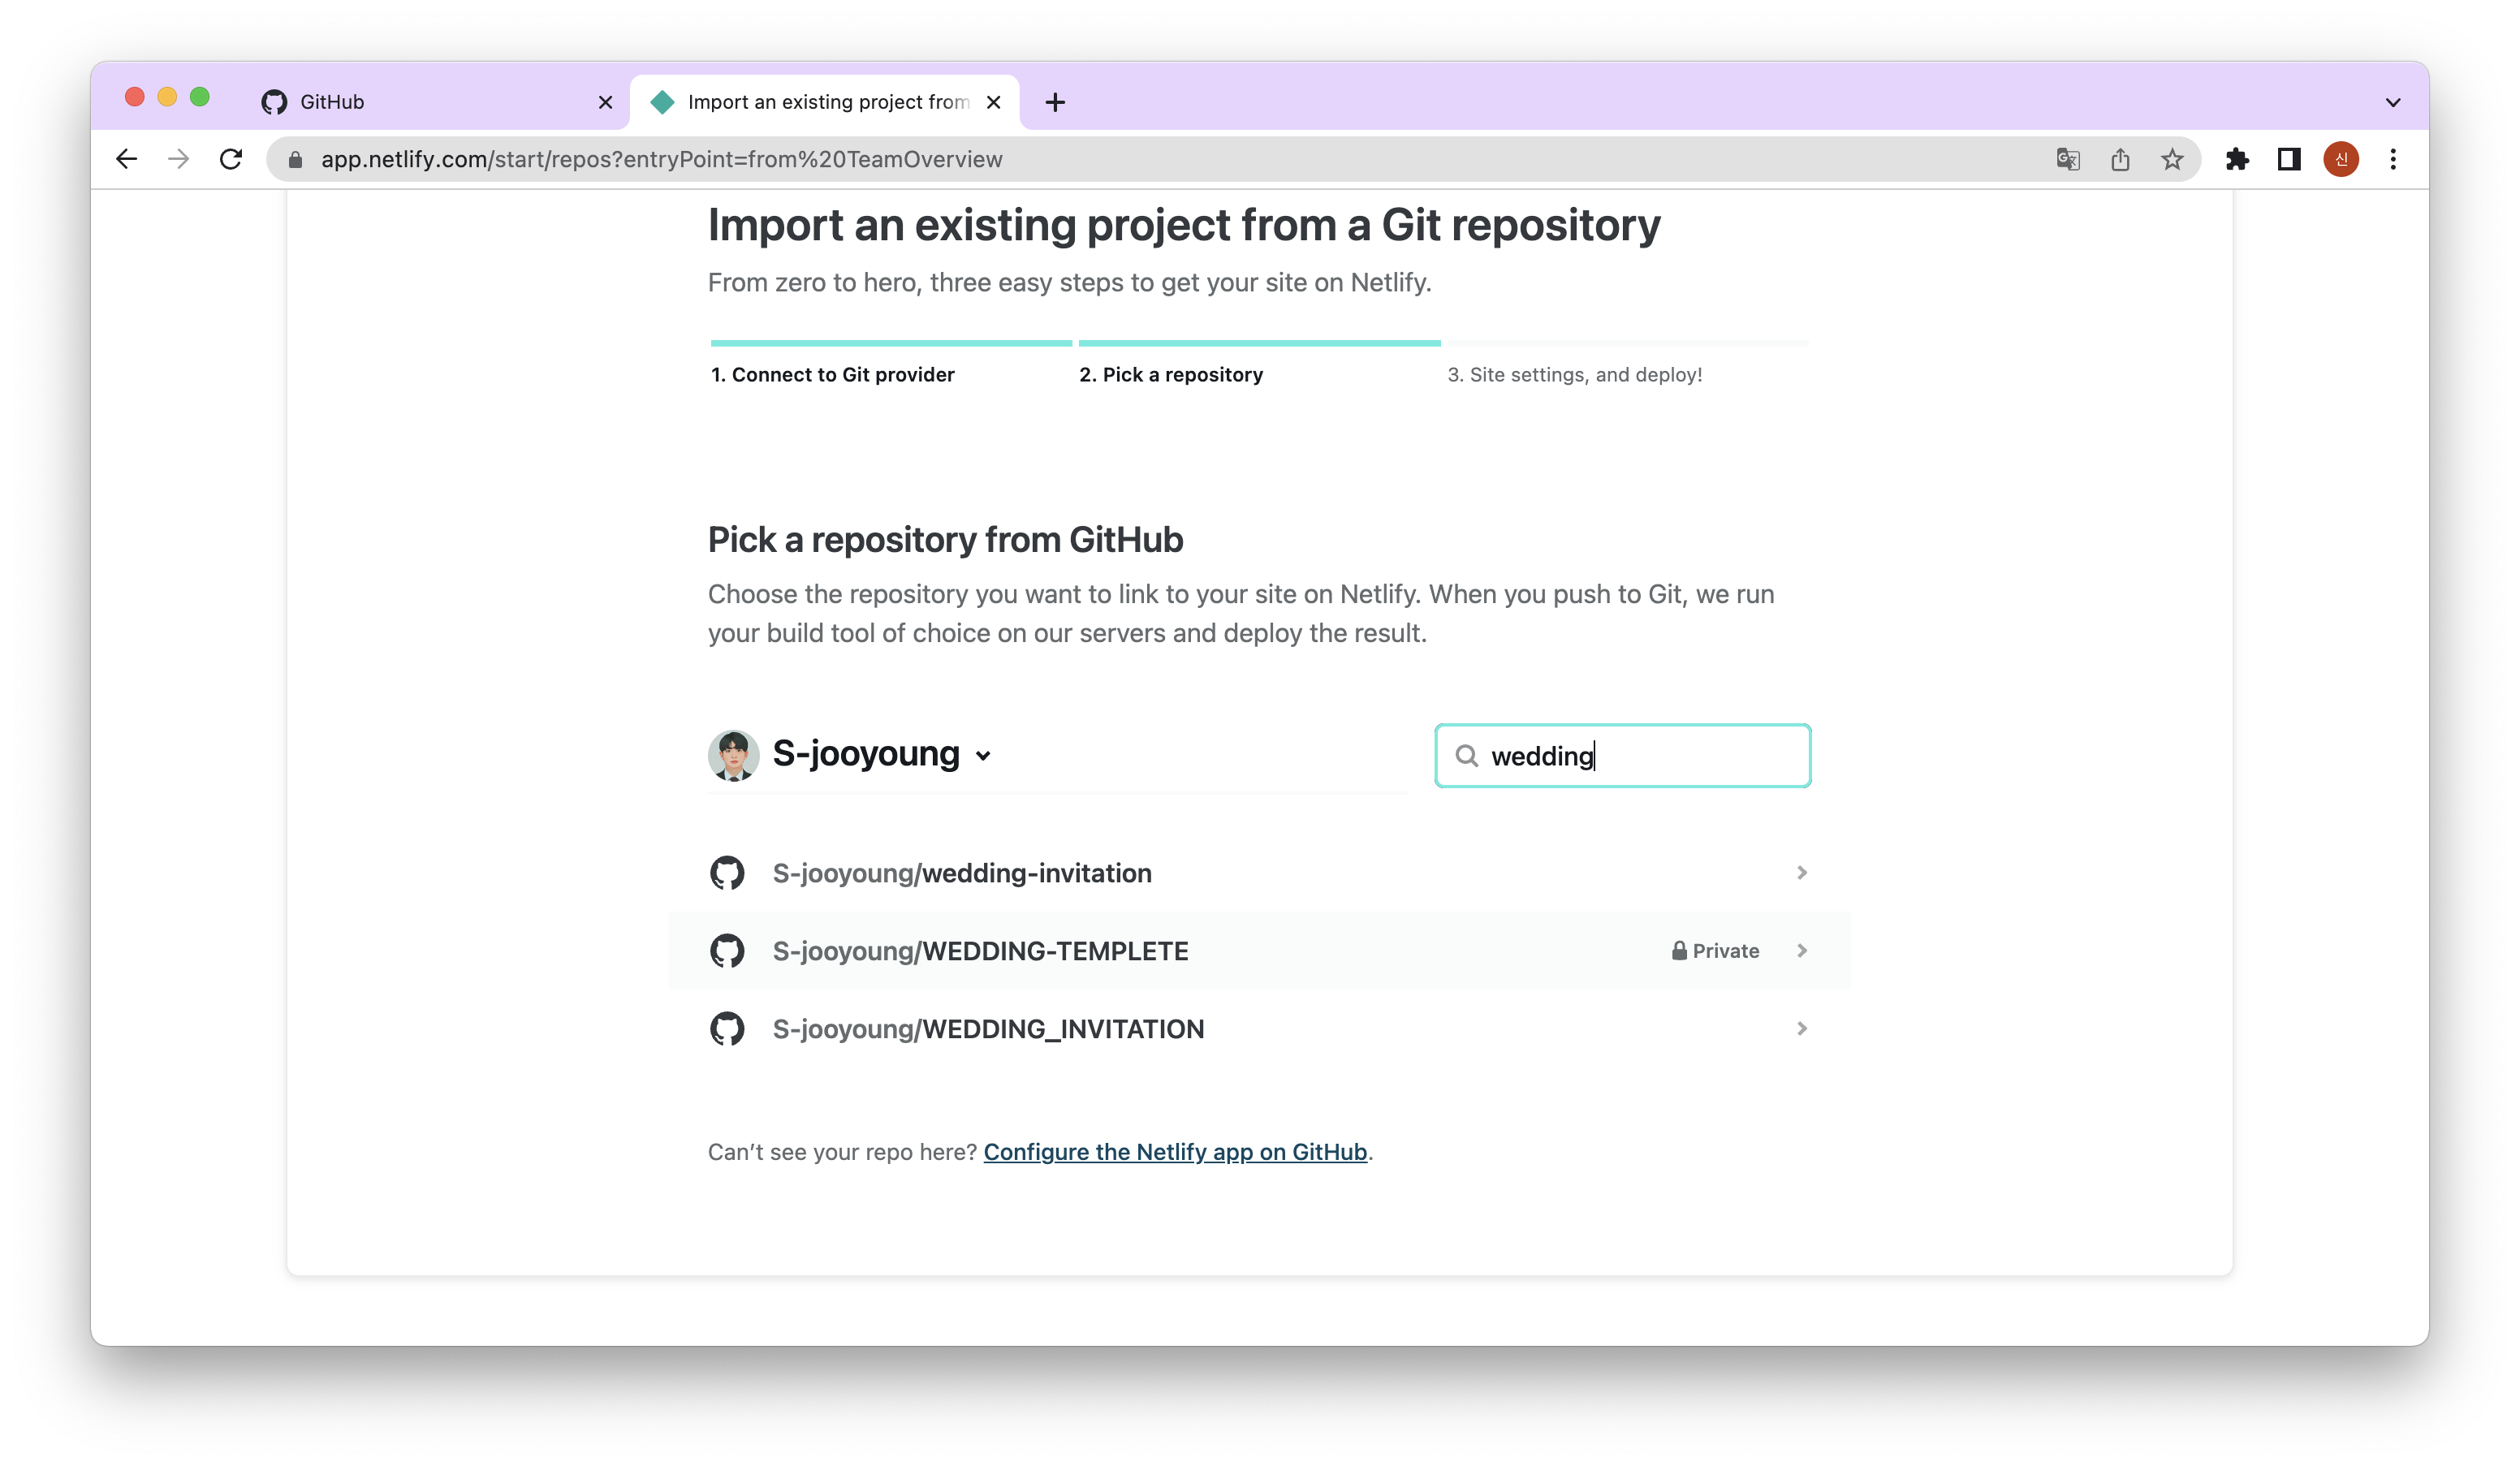 GitHub
Import an existing project from
app.netlify.com/start/repos?entryPoint=from%20TeamOverview
신
Import an existing project from a Git repository
From zero to hero, three easy steps to get your site on Netlify.
1. Connect to Git provider
2. Pick a repository
3. Site settings, and deploy!
Pick a repository from GitHub
Choose the repository you want to link to your site on Netlify. When you push to Git, we run
your build tool of choice on our servers and deploy the result.
S-jooyoung
wedding
S-jooyoung/wedding-invitation
S-jooyoung/WEDDING-TEMPLETE
Private
S-jooyoung/WEDDING_INVITATION
Can’t see your repo here? Configure the Netlify app on GitHub.